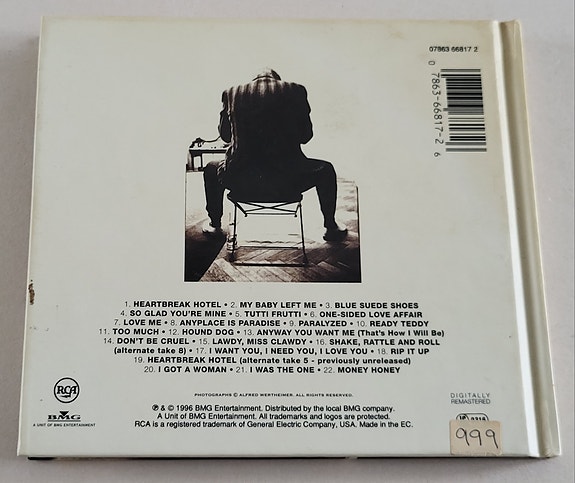 07863 66817 2
0 7863-66817-2 6
1. HEARTBREAK HOTEL • 2. MY BABY LEFT ME • 3. BLUE SUEDE SHOES
4. SO GLAD YOU'RE MINE • 5. TUTTI FRUTTI • 6. ONE-SIDED LOVE AFFAIR
7. LOVE ME • 8. ANYPLACE IS PARADISE • 9. PARALYZED • 10. READY TEDDY
11. TOO MUCH • 12. HOUND DOG • 13. ANYWAY YOU WANT ME (That's How I Will Be)
14. DON'T BE CRUEL • 15. LAWDY, MISS CLAWDY • 16. SHAKE, RATTLE AND ROLL
(alternate take 8) • 17. I WANT YOU, I NEED YOU, I LOVE YOU • 18. RIP IT UP
19. HEARTBREAK HOTEL (alternate take 5 - previously unreleased)
20. I GOT A WOMAN • 21. I WAS THE ONE • 22. MONEY HONEY
PHOTOGRAPHS © ALFRED WERTHEIMER. ALL RIGHTS RESERVED.
RCA
BMG
A UNIT OF BMG ENTERTAINMENT
℗ & © 1996 BMG Entertainment. Distributed by the local BMG company.
A Unit of BMG Entertainment. All trademarks and logos are protected.
RCA is a registered trademark of General Electric Company, USA. Made in the EC.
DIGITALLY
REMASTERED
999